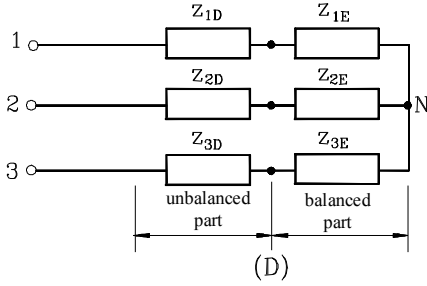 Z1D Z1E
1
Z2D Z2E
2 N
Z3D Z3E
3
unbalanced part
balanced part
(D)